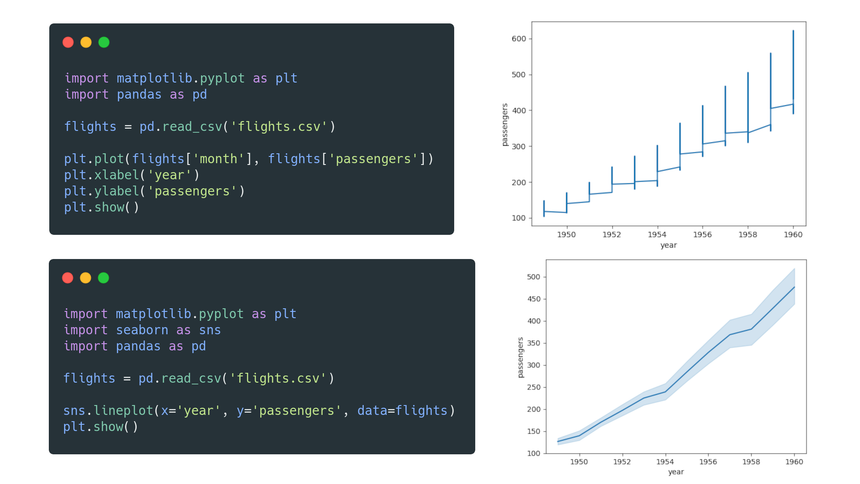 import matplotlib.pyplot as plt
import pandas as pd
flights = pd.read_csv('flights.csv')
plt.plot(flights['month'], flights['passengers'])
plt.xlabel('year')
plt.ylabel('passengers')
plt.show()
600
500
400
300
200
100
passengers
1950 1952 1954 1956 1958 1960
year
import matplotlib.pyplot as plt
import seaborn as sns
import pandas as pd
flights = pd.read_csv('flights.csv')
sns.lineplot(x='year', y='passengers', data=flights)
plt.show()
500
450
400
350
300
250
200
150
100
passengers
1950 1952 1954 1956 1958 1960
year